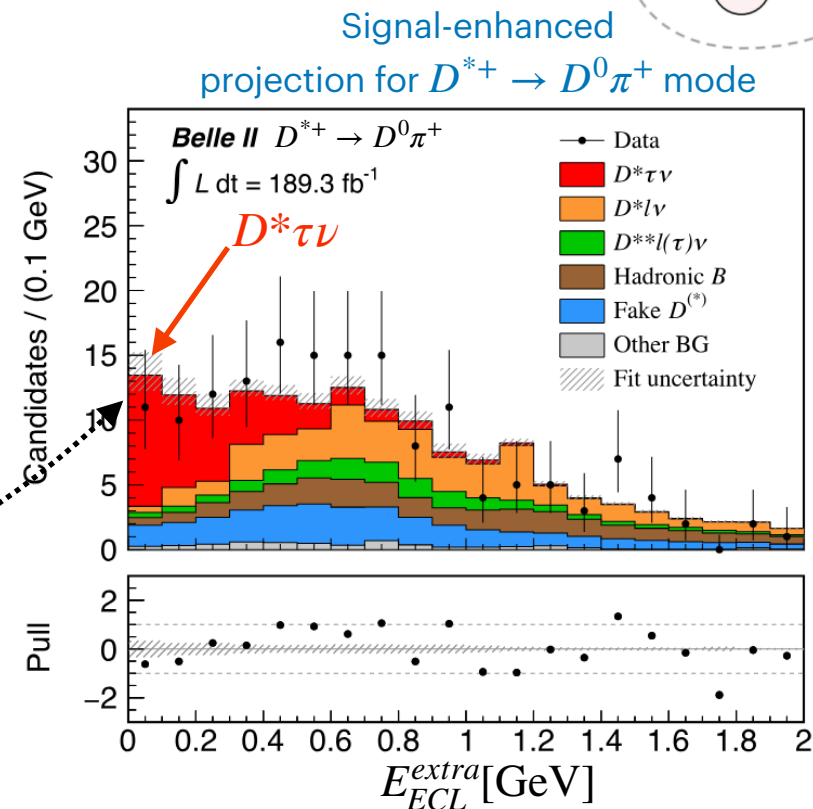 Signal-enhanced
projection for D*+ → D⁰π⁺ mode
Belle II D*+ → D⁰π⁺
∫ L dt = 189.3 fb⁻¹
D*τν
Data
D*τν
D*lν
D**l(τ)ν
Hadronic B
Fake D(*)
Other BG
Fit uncertainty
Candidates / (0.1 GeV)
30
25
20
15
10
5
0
Pull
2
0
−2
0 0.2 0.4 0.6 0.8 1 1.2 1.4 1.6 1.8 2
E_ECL^extra[GeV]